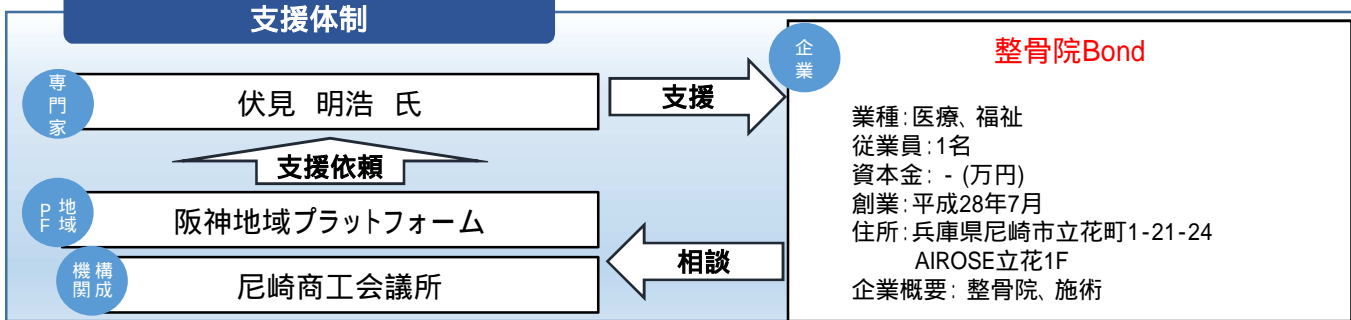 支援体制
専門家
伏見 明浩 氏
支援
支援依頼
地域PF
阪神地域プラットフォーム
構成機関
尼崎商工会議所
相談
企業
整骨院Bond
業種:医療、福祉
従業員:1名
資本金: - (万円)
創業:平成28年7月
住所:兵庫県尼崎市立花町1-21-24
AIROSE立花1F
企業概要: 整骨院、施術